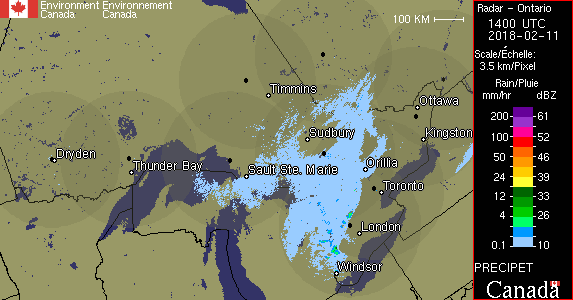 Environment Environnement
Canada Canada
Radar - Ontario
1400 UTC
2018-02-11
100 KM
Scale/Échelle:
3.5 km/Pixel
Rain/Pluie
mm/hr dBZ
200 61
100 52
50 46
24 39
12 33
4 26
0.1 10
Timmins
Ottawa
Sudbury
Kingston
Dryden
Thunder Bay
Sault Ste. Marie
Orillia
Toronto
London
Windsor
PRECIPET
Canada